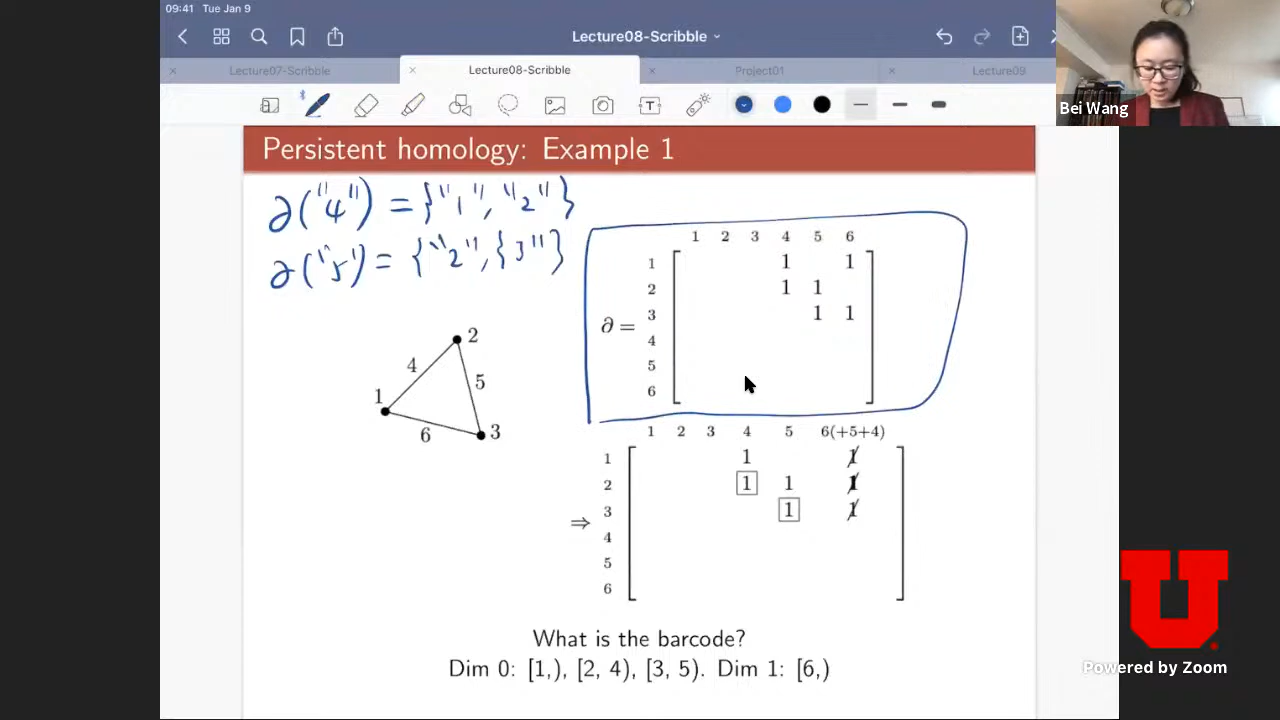 09:41 Tue Jan 9
Lecture08-Scribble
Lecture07-Scribble
Lecture08-Scribble
Project01
Lecture09
Bei Wang
Persistent homology: Example 1
∂("4") = {"1", "2"}
∂("5") = {"2", {3"}
1 2 3 4 5 6
1 1 1
2 1 1
3 1 1
∂ =
4
5
6
2
4
5
1
6
3
1 2 3 4 5 6(+5+4)
1 1 1
2 1 1 1
3 1 1
⇒
4
5
6
What is the barcode?
Dim 0: [1,), [2, 4), [3, 5). Dim 1: [6,)
U
Powered by Zoom